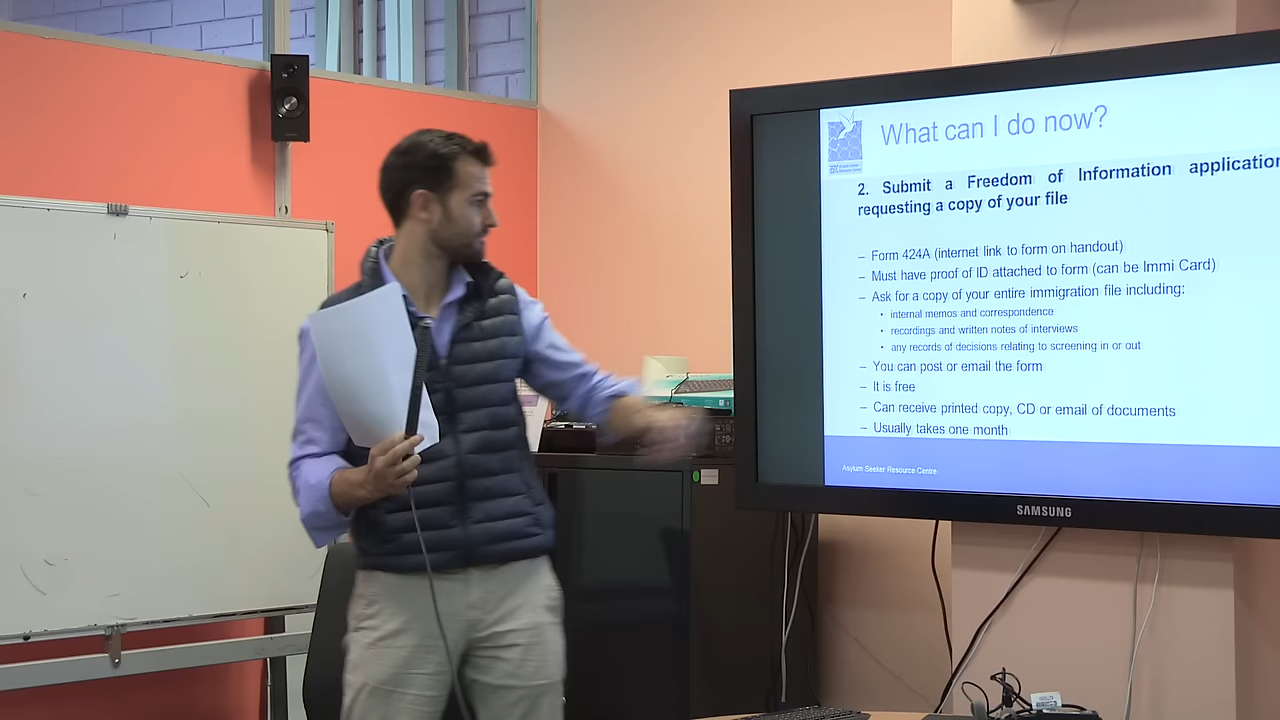 What can I do now?
2. Submit a Freedom of Information application
requesting a copy of your file
– Form 424A (internet link to form on handout)
– Must have proof of ID attached to form (can be Immi Card)
– Ask for a copy of your entire immigration file including:
• internal memos and correspondence
• recordings and written notes of interviews
• any records of decisions relating to screening in or out
– You can post or email the form
– It is free
– Can receive printed copy, CD or email of documents
– Usually takes one month
Asylum Seeker Resource Centre
SAMSUNG